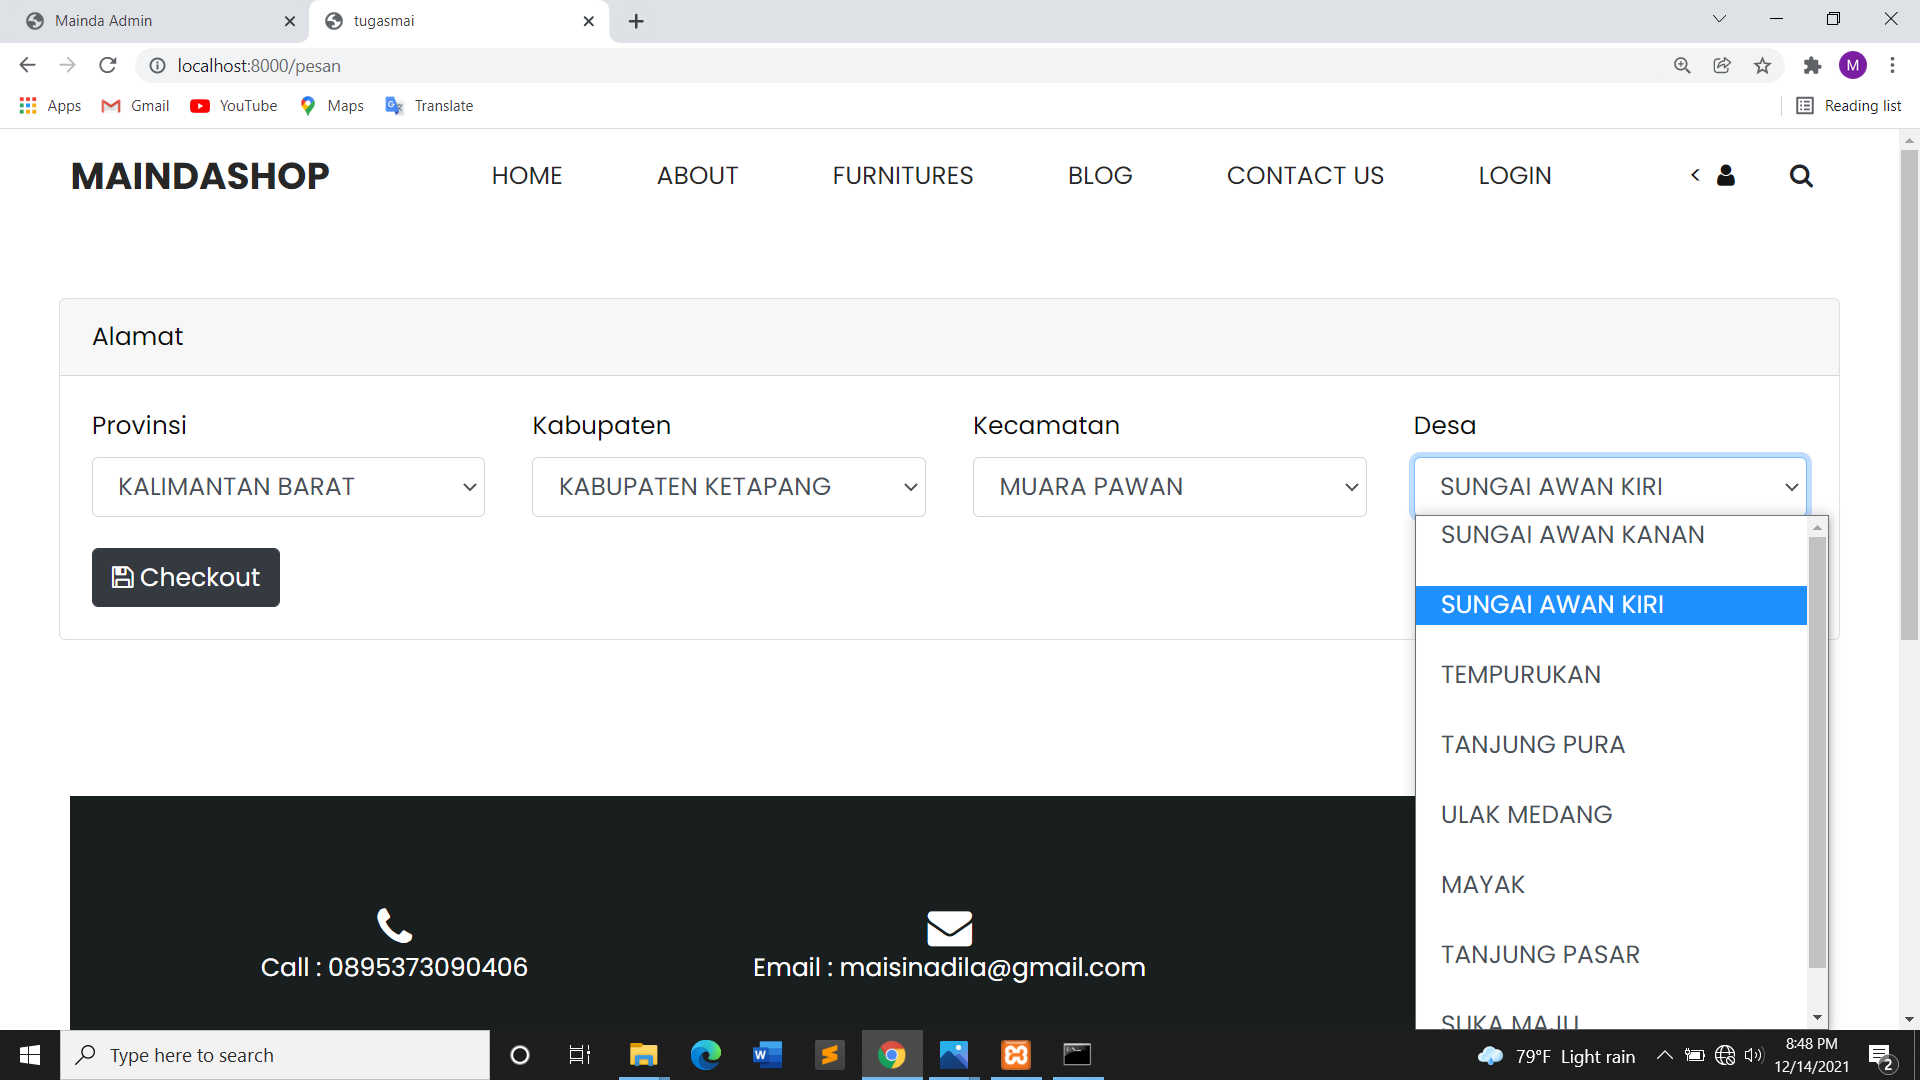 Mainda Admin
tugasmai
localhost:8000/pesan
M
Apps
Gmail
YouTube
Maps
Translate
Reading list
MAINDASHOP
HOME
ABOUT
FURNITURES
BLOG
CONTACT US
LOGIN
<
Alamat
Provinsi
Kabupaten
Kecamatan
Desa
KALIMANTAN BARAT
KABUPATEN KETAPANG
MUARA PAWAN
SUNGAI AWAN KIRI
Checkout
SUNGAI AWAN KANAN
SUNGAI AWAN KIRI
TEMPURUKAN
TANJUNG PURA
ULAK MEDANG
MAYAK
TANJUNG PASAR
SUKA MAJU
Call : 0895373090406
Email : maisinadila@gmail.com
Type here to search
79°F Light rain
8:48 PM
12/14/2021
2